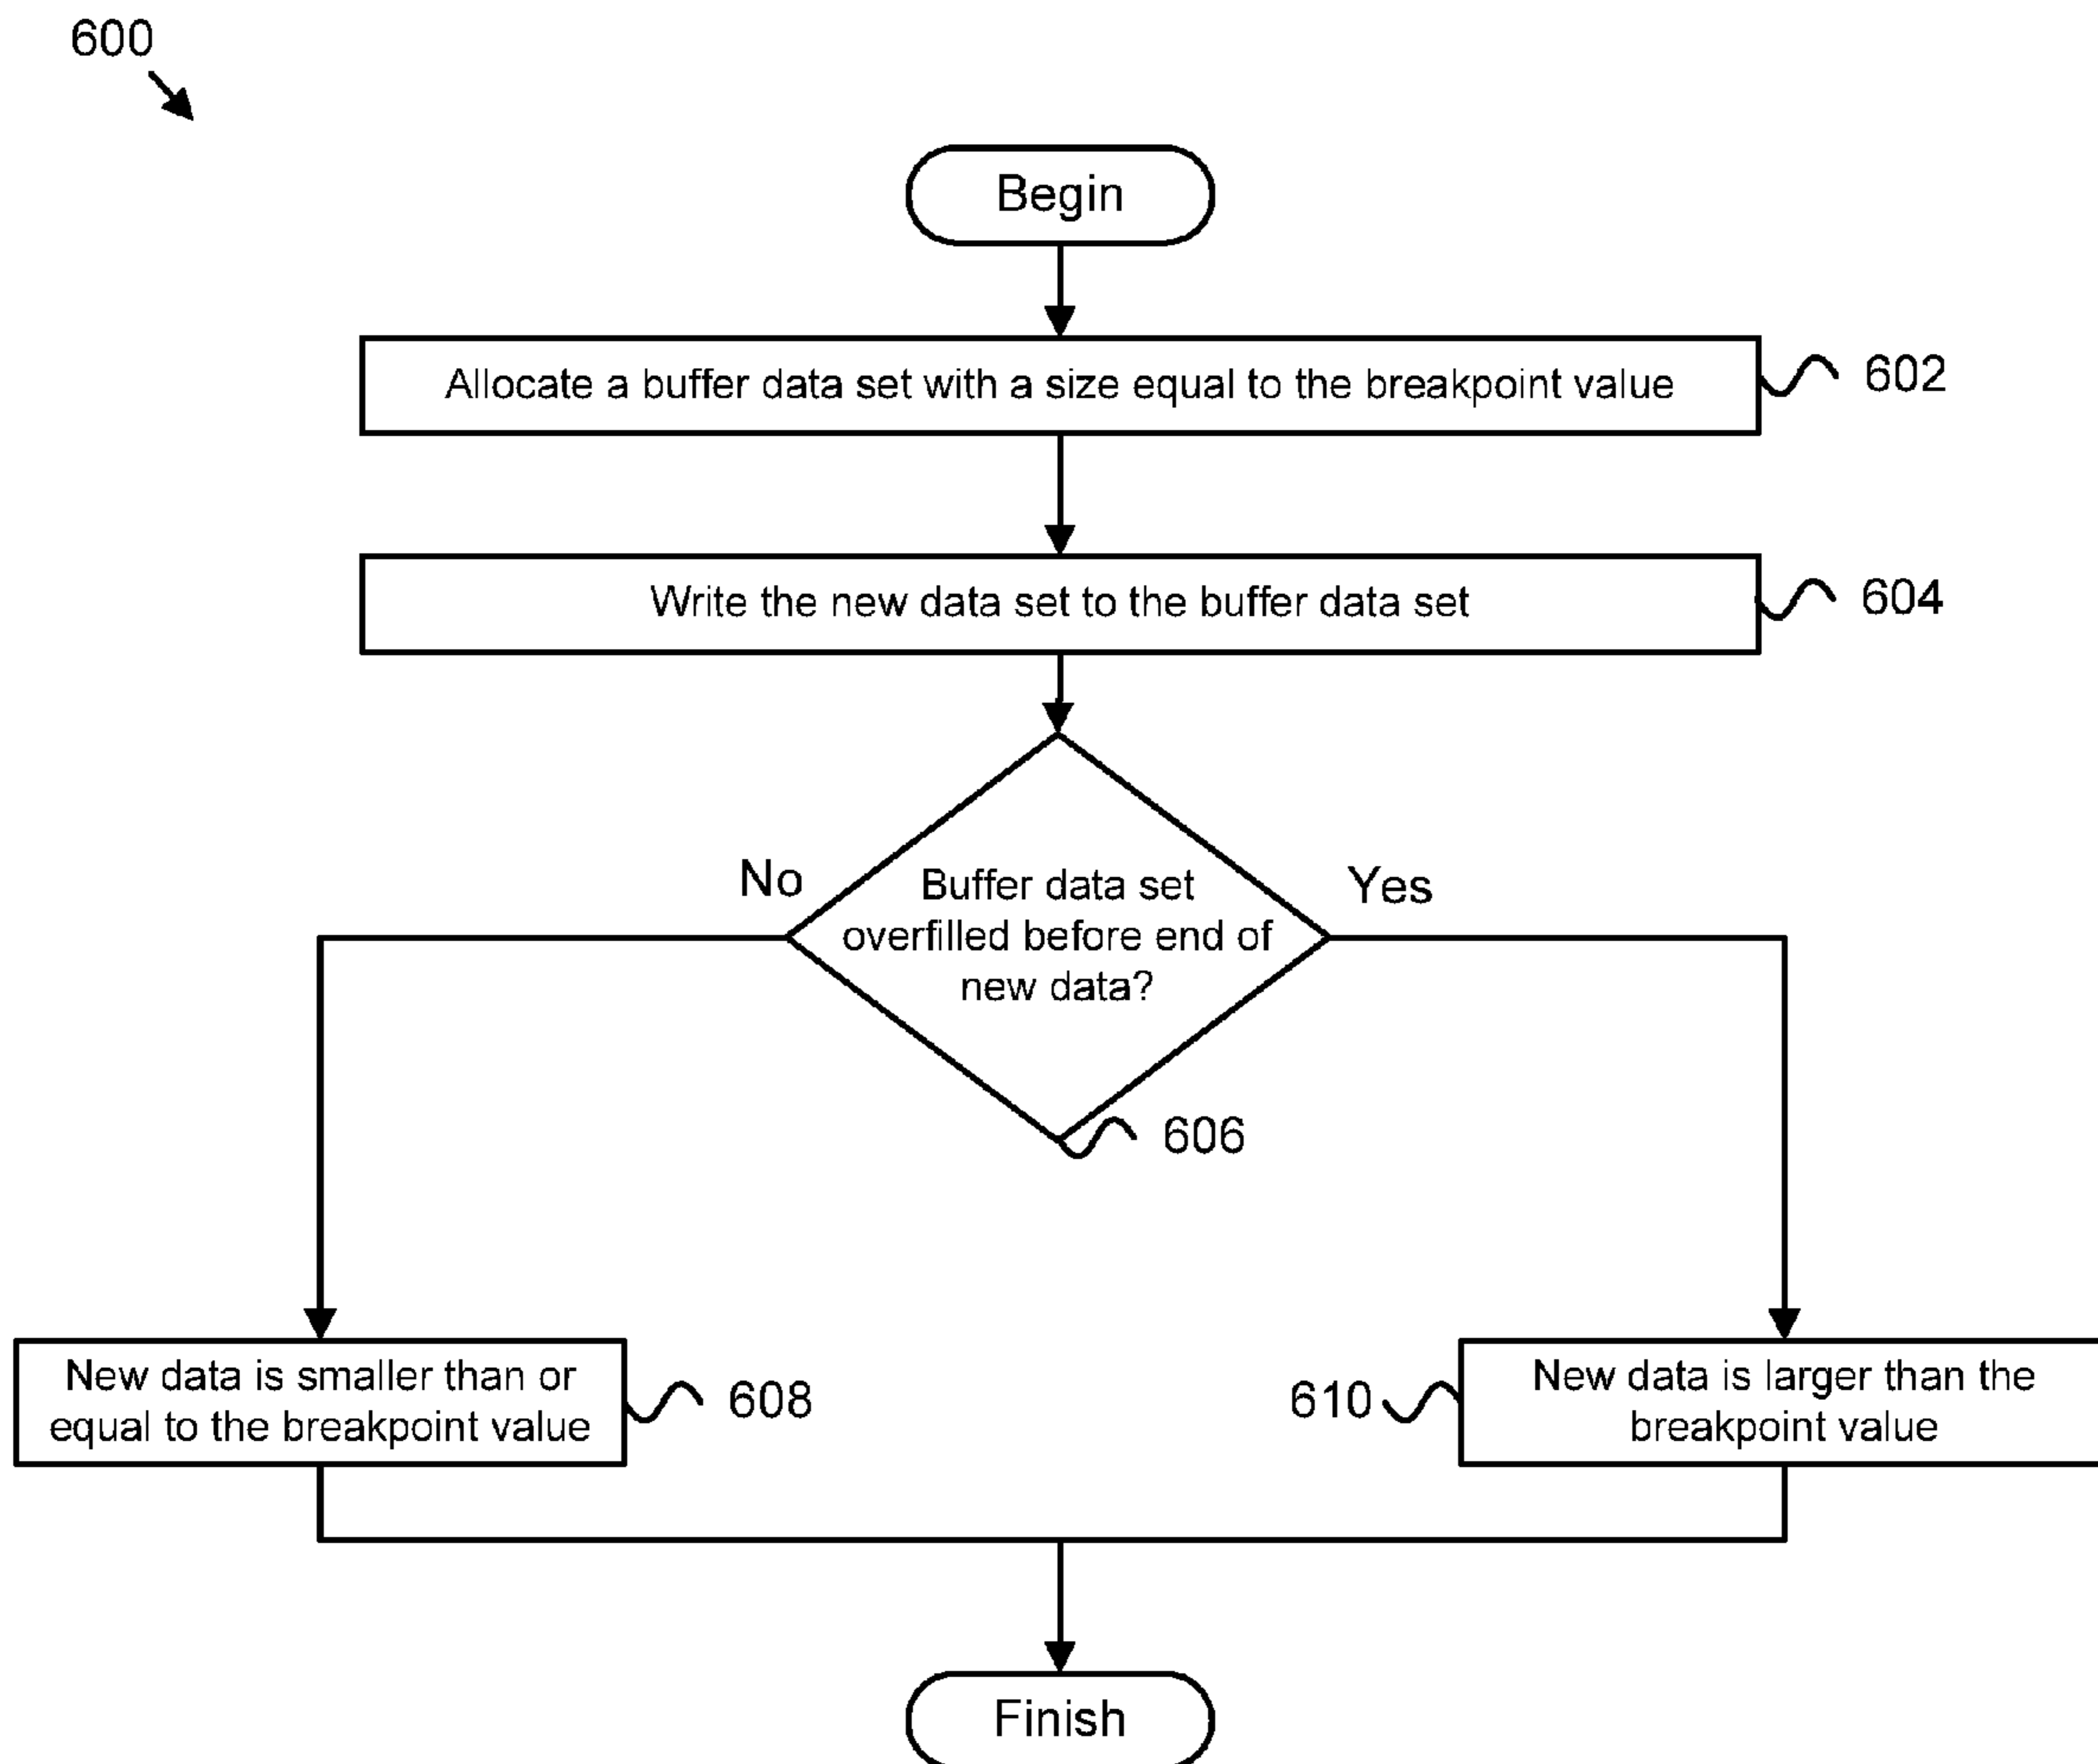 600
Begin
Allocate a buffer data set with a size equal to the breakpoint value
602
Write the new data set to the buffer data set
604
No
Yes
Buffer data set
overfilled before end of
new data?
606
New data is smaller than or
equal to the breakpoint value
608
610
New data is larger than the
breakpoint value
Finish